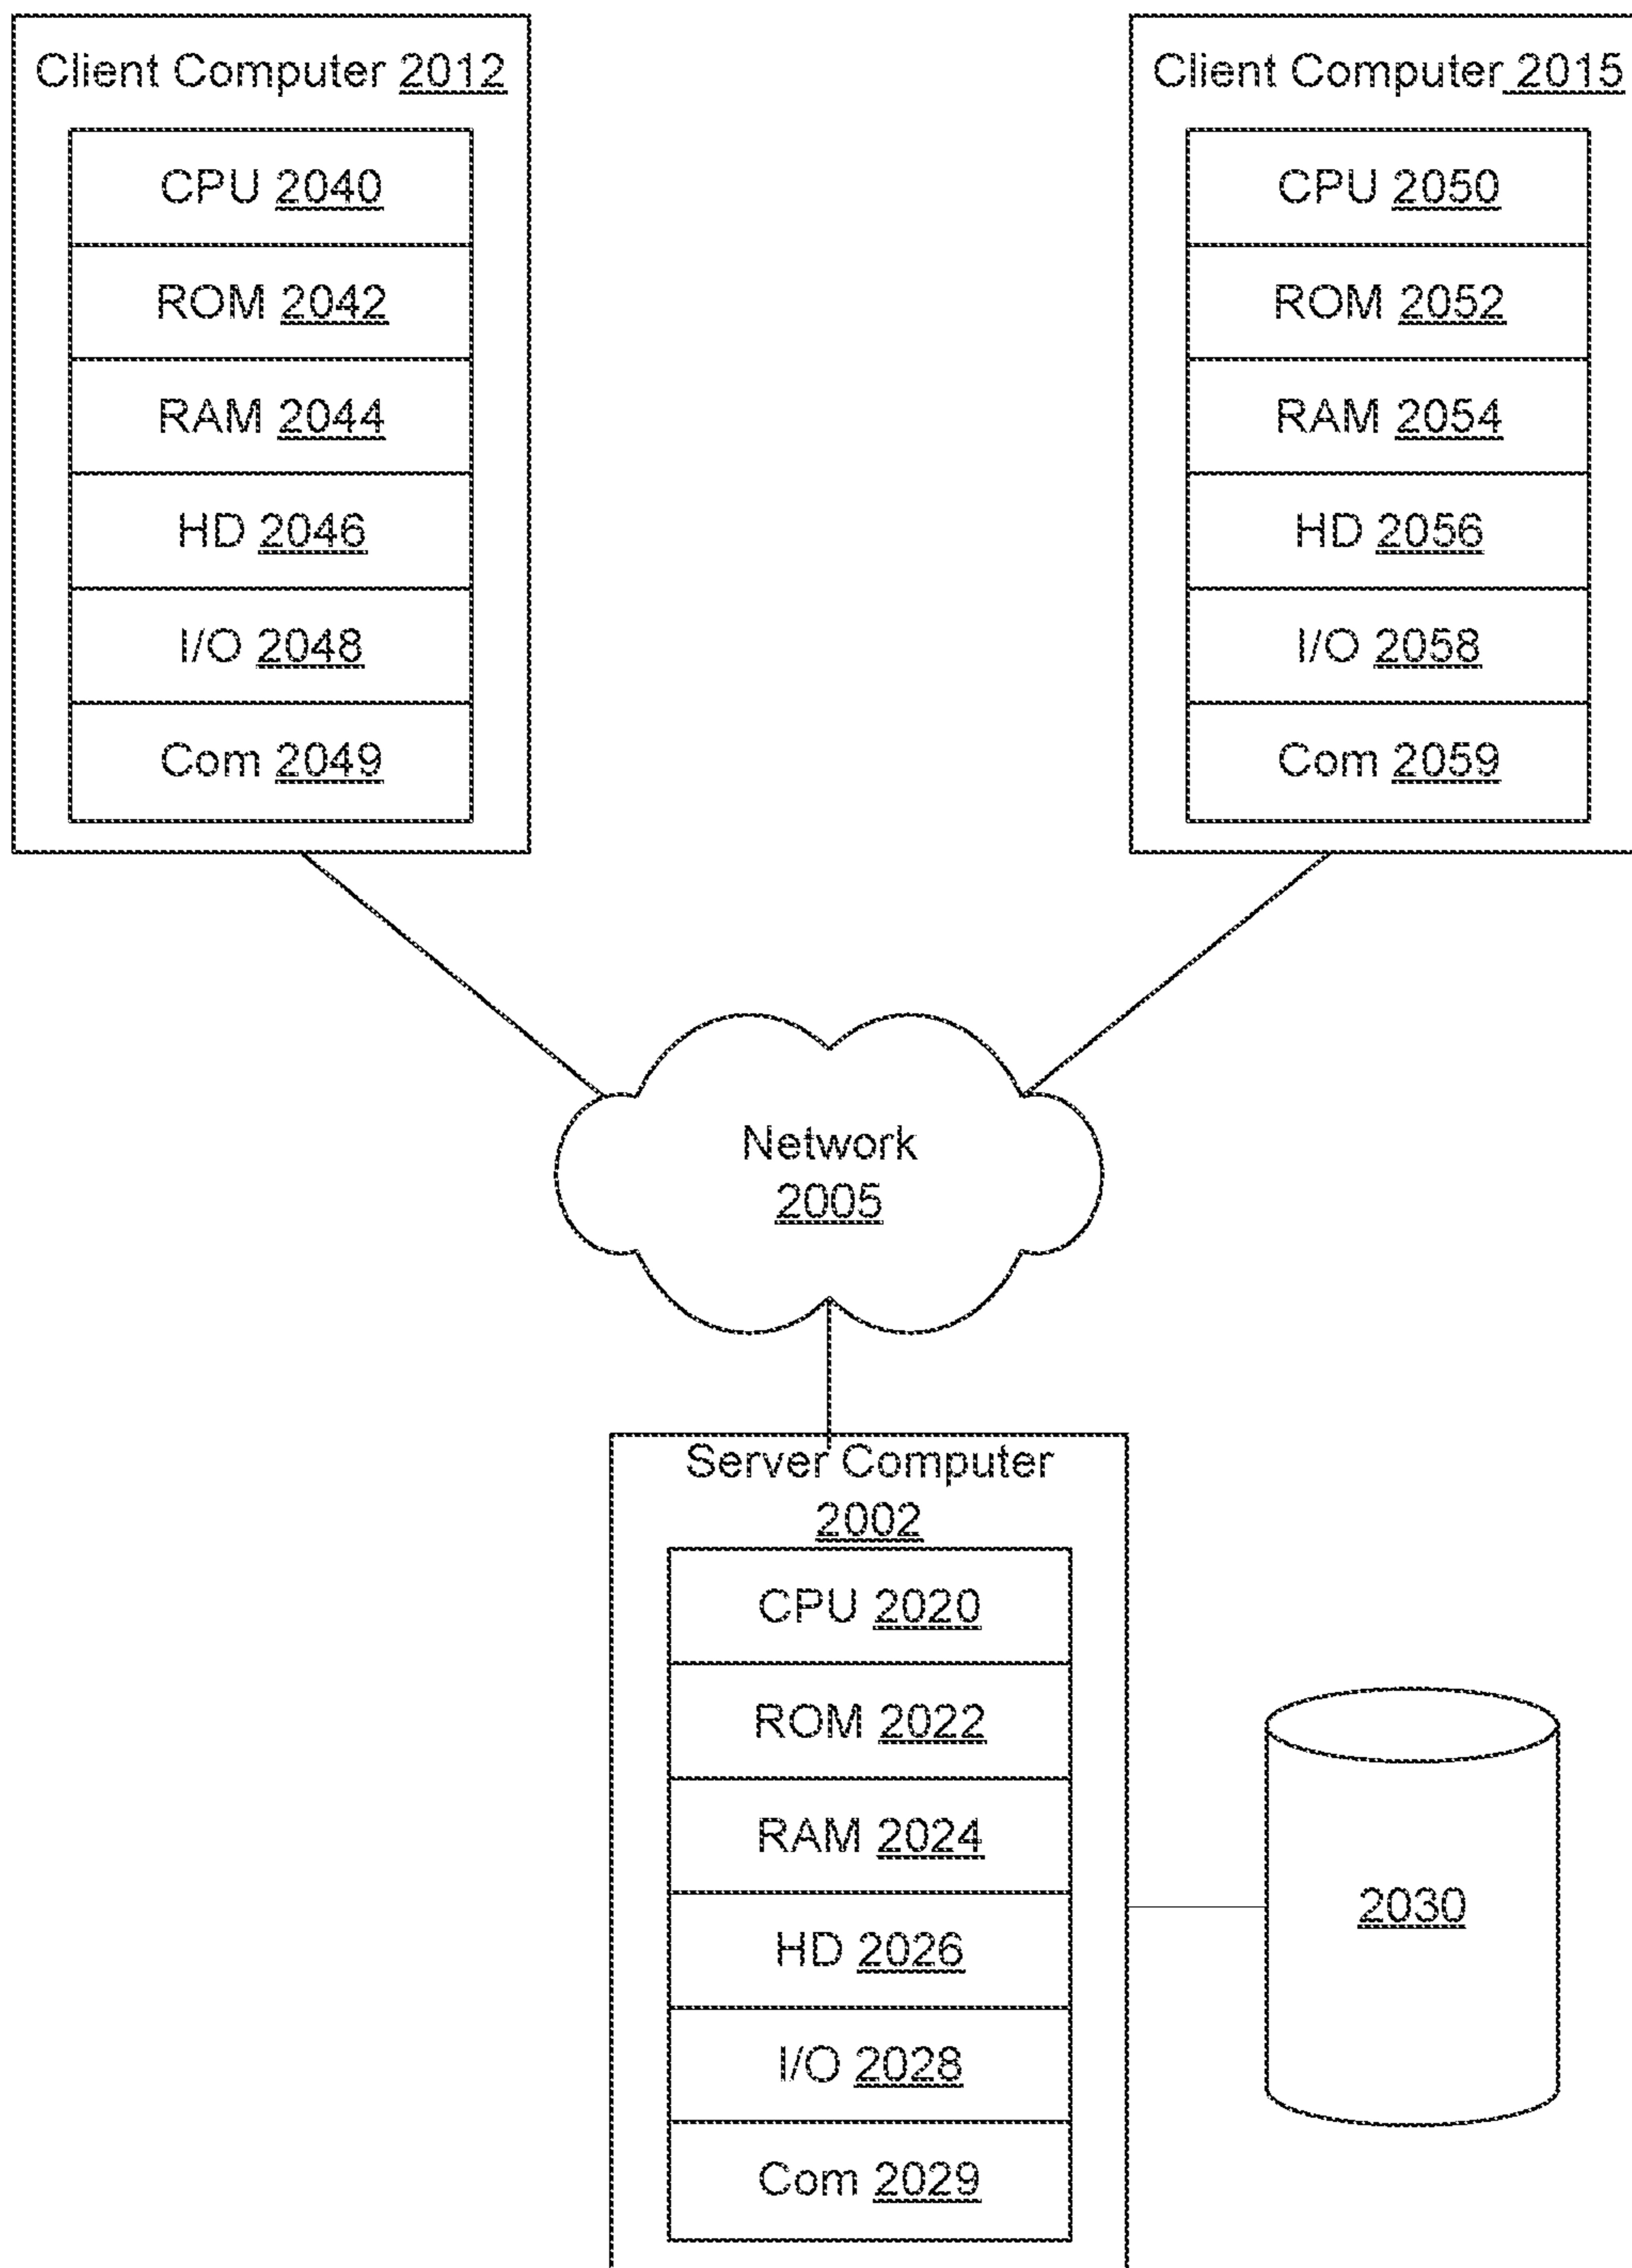 Client Computer 2012
CPU 2040
ROM 2042
RAM 2044
HD 2046
I/O 2048
Com 2049
Client Computer 2015
CPU 2050
ROM 2052
RAM 2054
HD 2056
I/O 2058
Com 2059
Network
2005
Server Computer
2002
CPU 2020
ROM 2022
RAM 2024
HD 2026
I/O 2028
Com 2029
2030